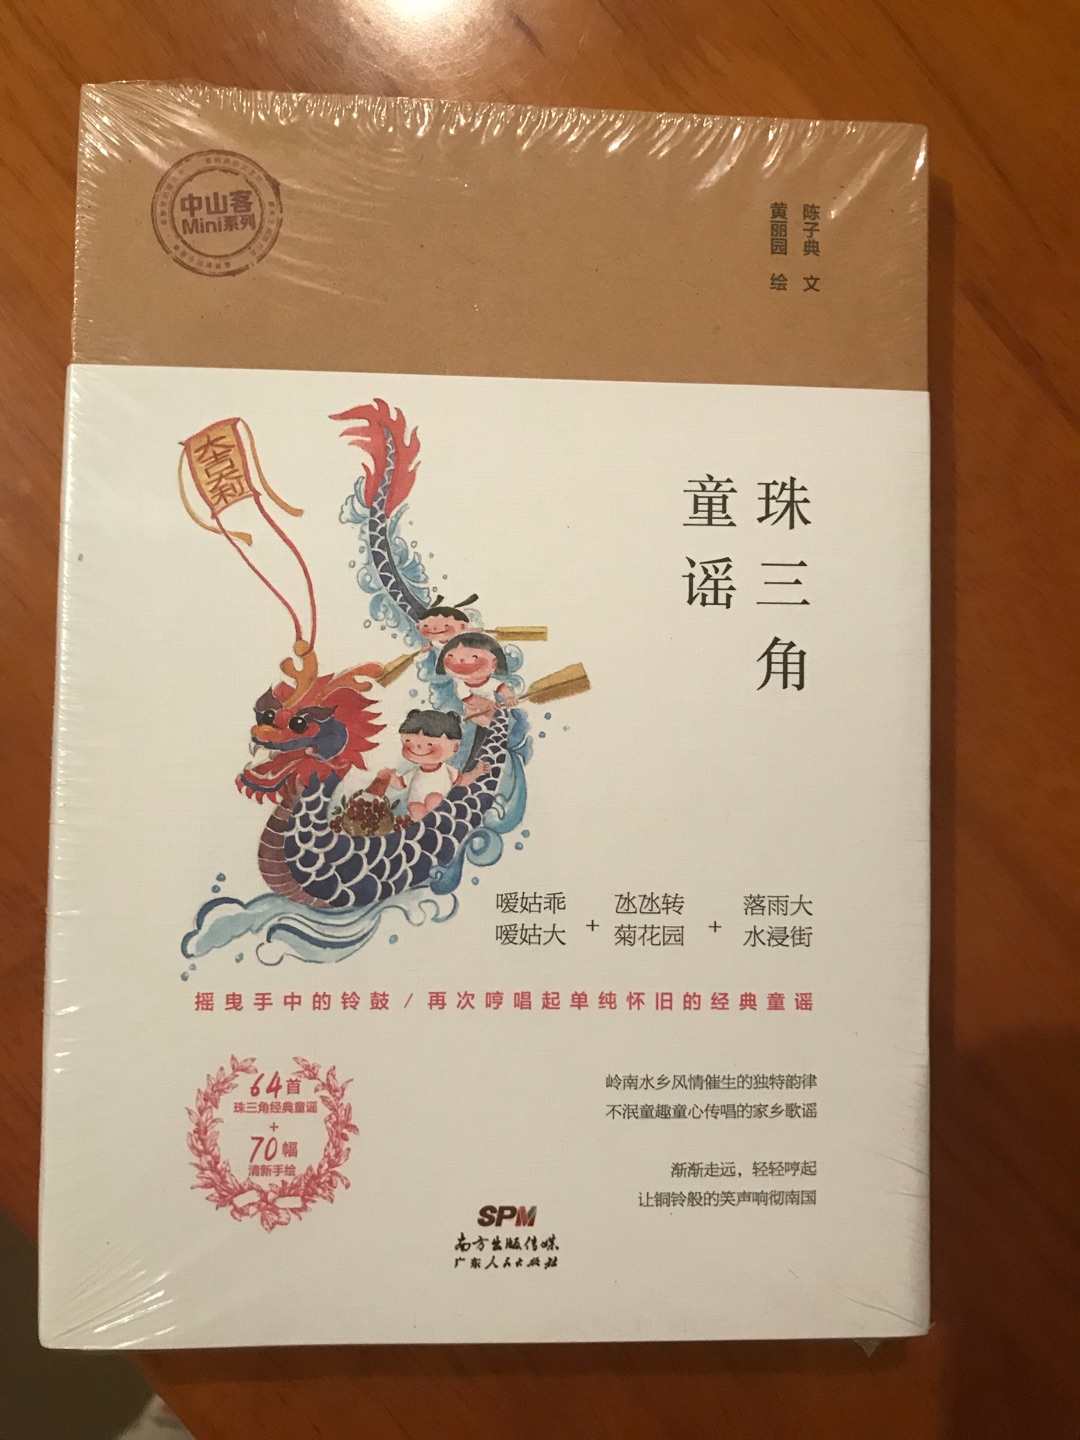 中山客
Mini系列
陈子典 文
黄丽园 绘
大吉大利
珠三角
童谣
嗳姑乖
嗳姑大
+
氹氹转
菊花园
+
落雨大
水浸街
摇曳手中的铃鼓/再次哼唱起单纯怀旧的经典童谣
64首
珠三角经典童谣
+
70幅
清新手绘
岭南水乡风情催生的独特韵律
不泯童趣童心传唱的家乡歌谣
渐渐走远，轻轻哼起
让铜铃般的笑声响彻南国
SPM
南方出版传媒
广东人民出版社